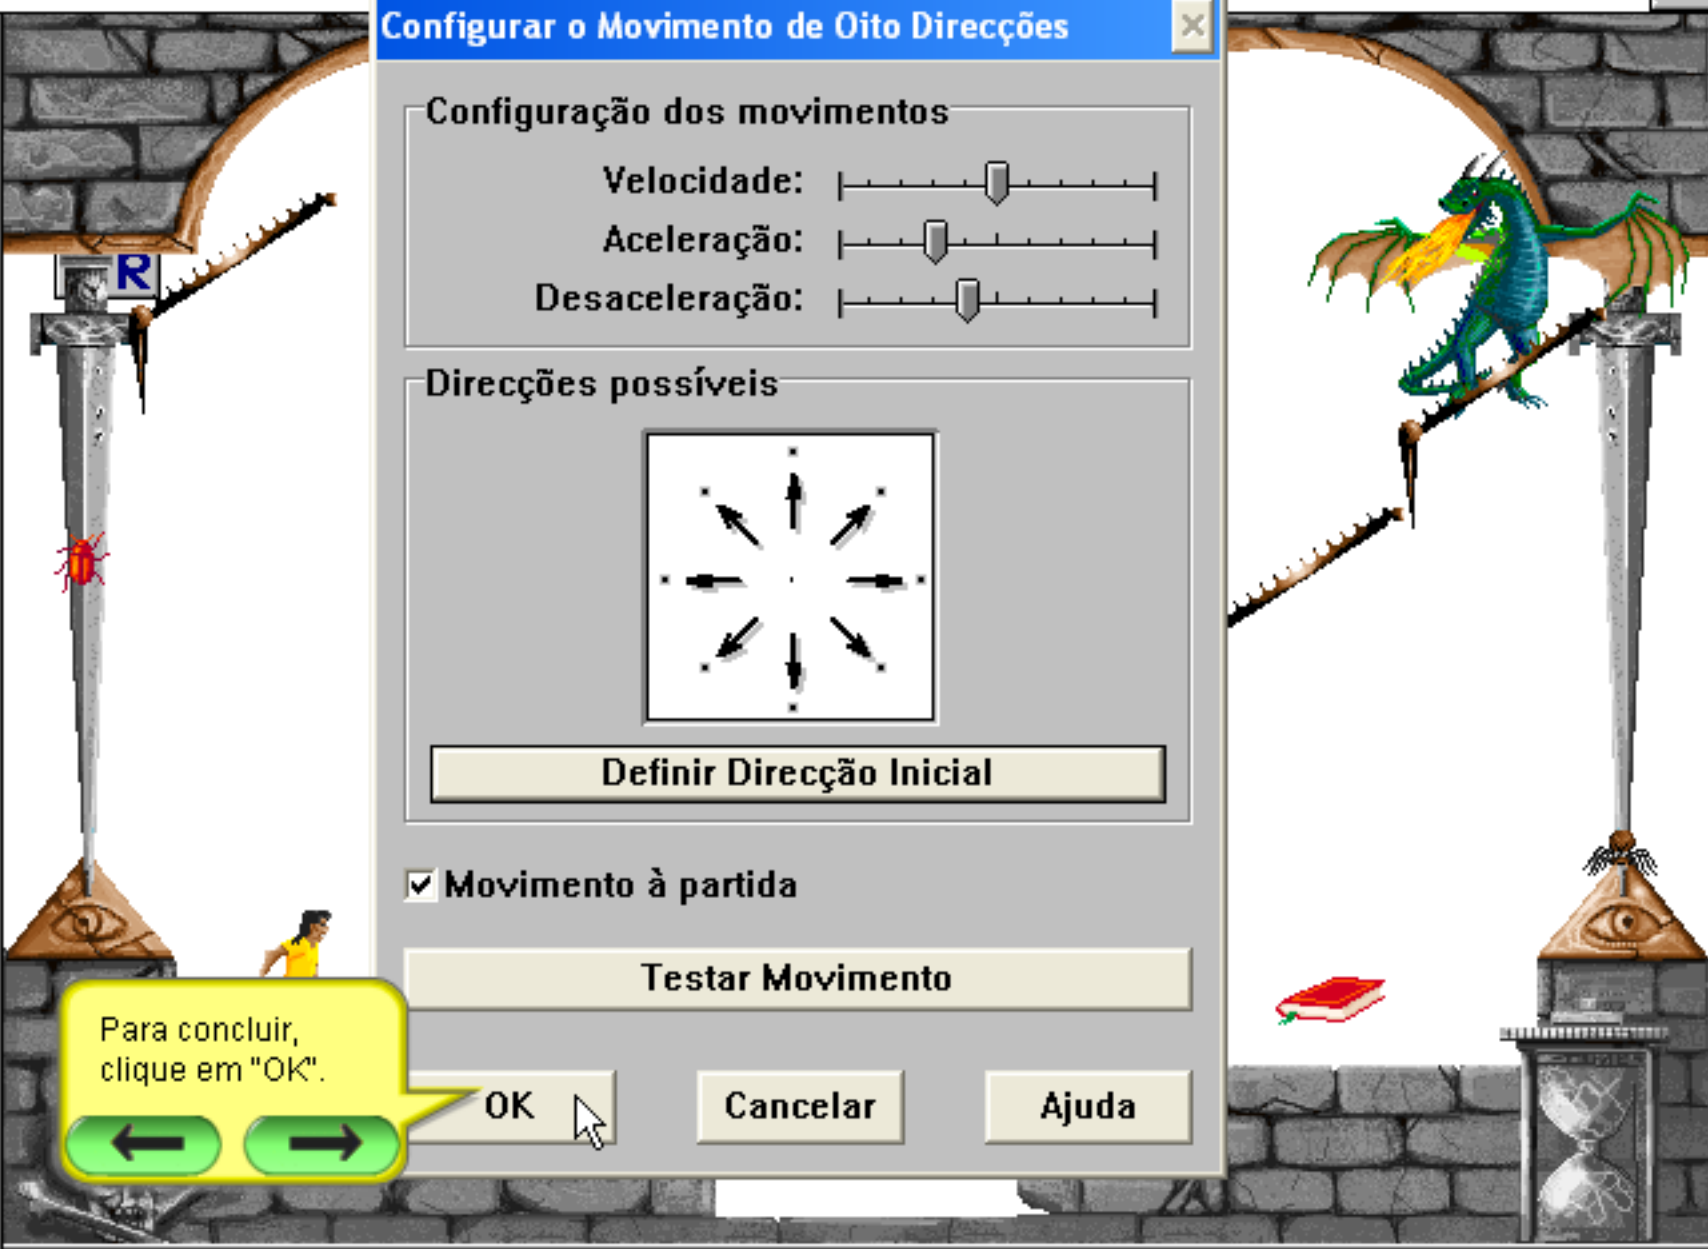 Configurar o Movimento de Oito Direcções
Configuração dos movimentos
Velocidade:
Aceleração:
Desaceleração:
R
Direcções possíveis
Definir Direcção Inicial
Movimento à partida
Testar Movimento
Para concluir,
clique em "OK".
OK
Cancelar
Ajuda